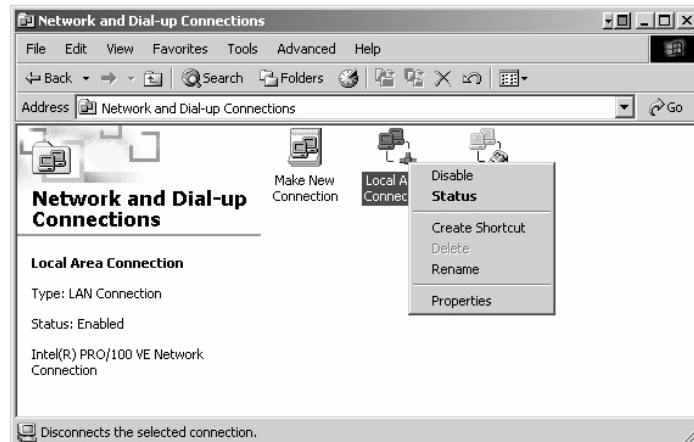 Network and Dial-up Connections
File Edit View Favorites Tools Advanced Help
Back Search Folders
Address Network and Dial-up Connections Go
Make New
Connection
Local A
Connec
Disable
Status
Create Shortcut
Delete
Rename
Properties
Network and Dial-up
Connections
Local Area Connection
Type: LAN Connection
Status: Enabled
Intel(R) PRO/100 VE Network
Connection
Disconnects the selected connection.